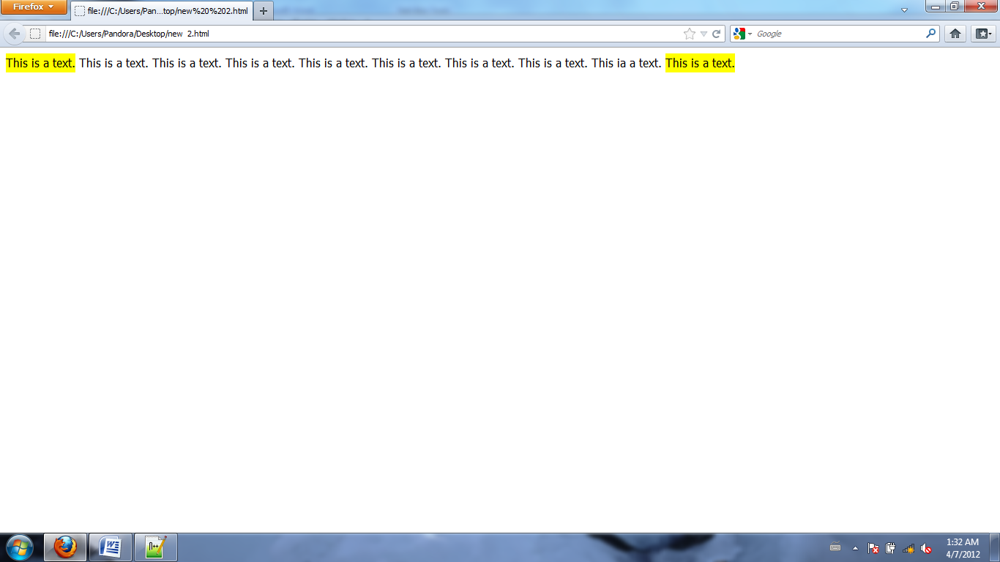 Firefox
file:///C:/Users/Pan...top/new%20%202.html
file:///C:/Users/Pandora/Desktop/new  2.html
Google
This is a text. This is a text. This is a text. This is a text. This is a text. This is a text. This is a text. This is a text. This ia a text. This is a text.
1:32 AM
4/7/2012